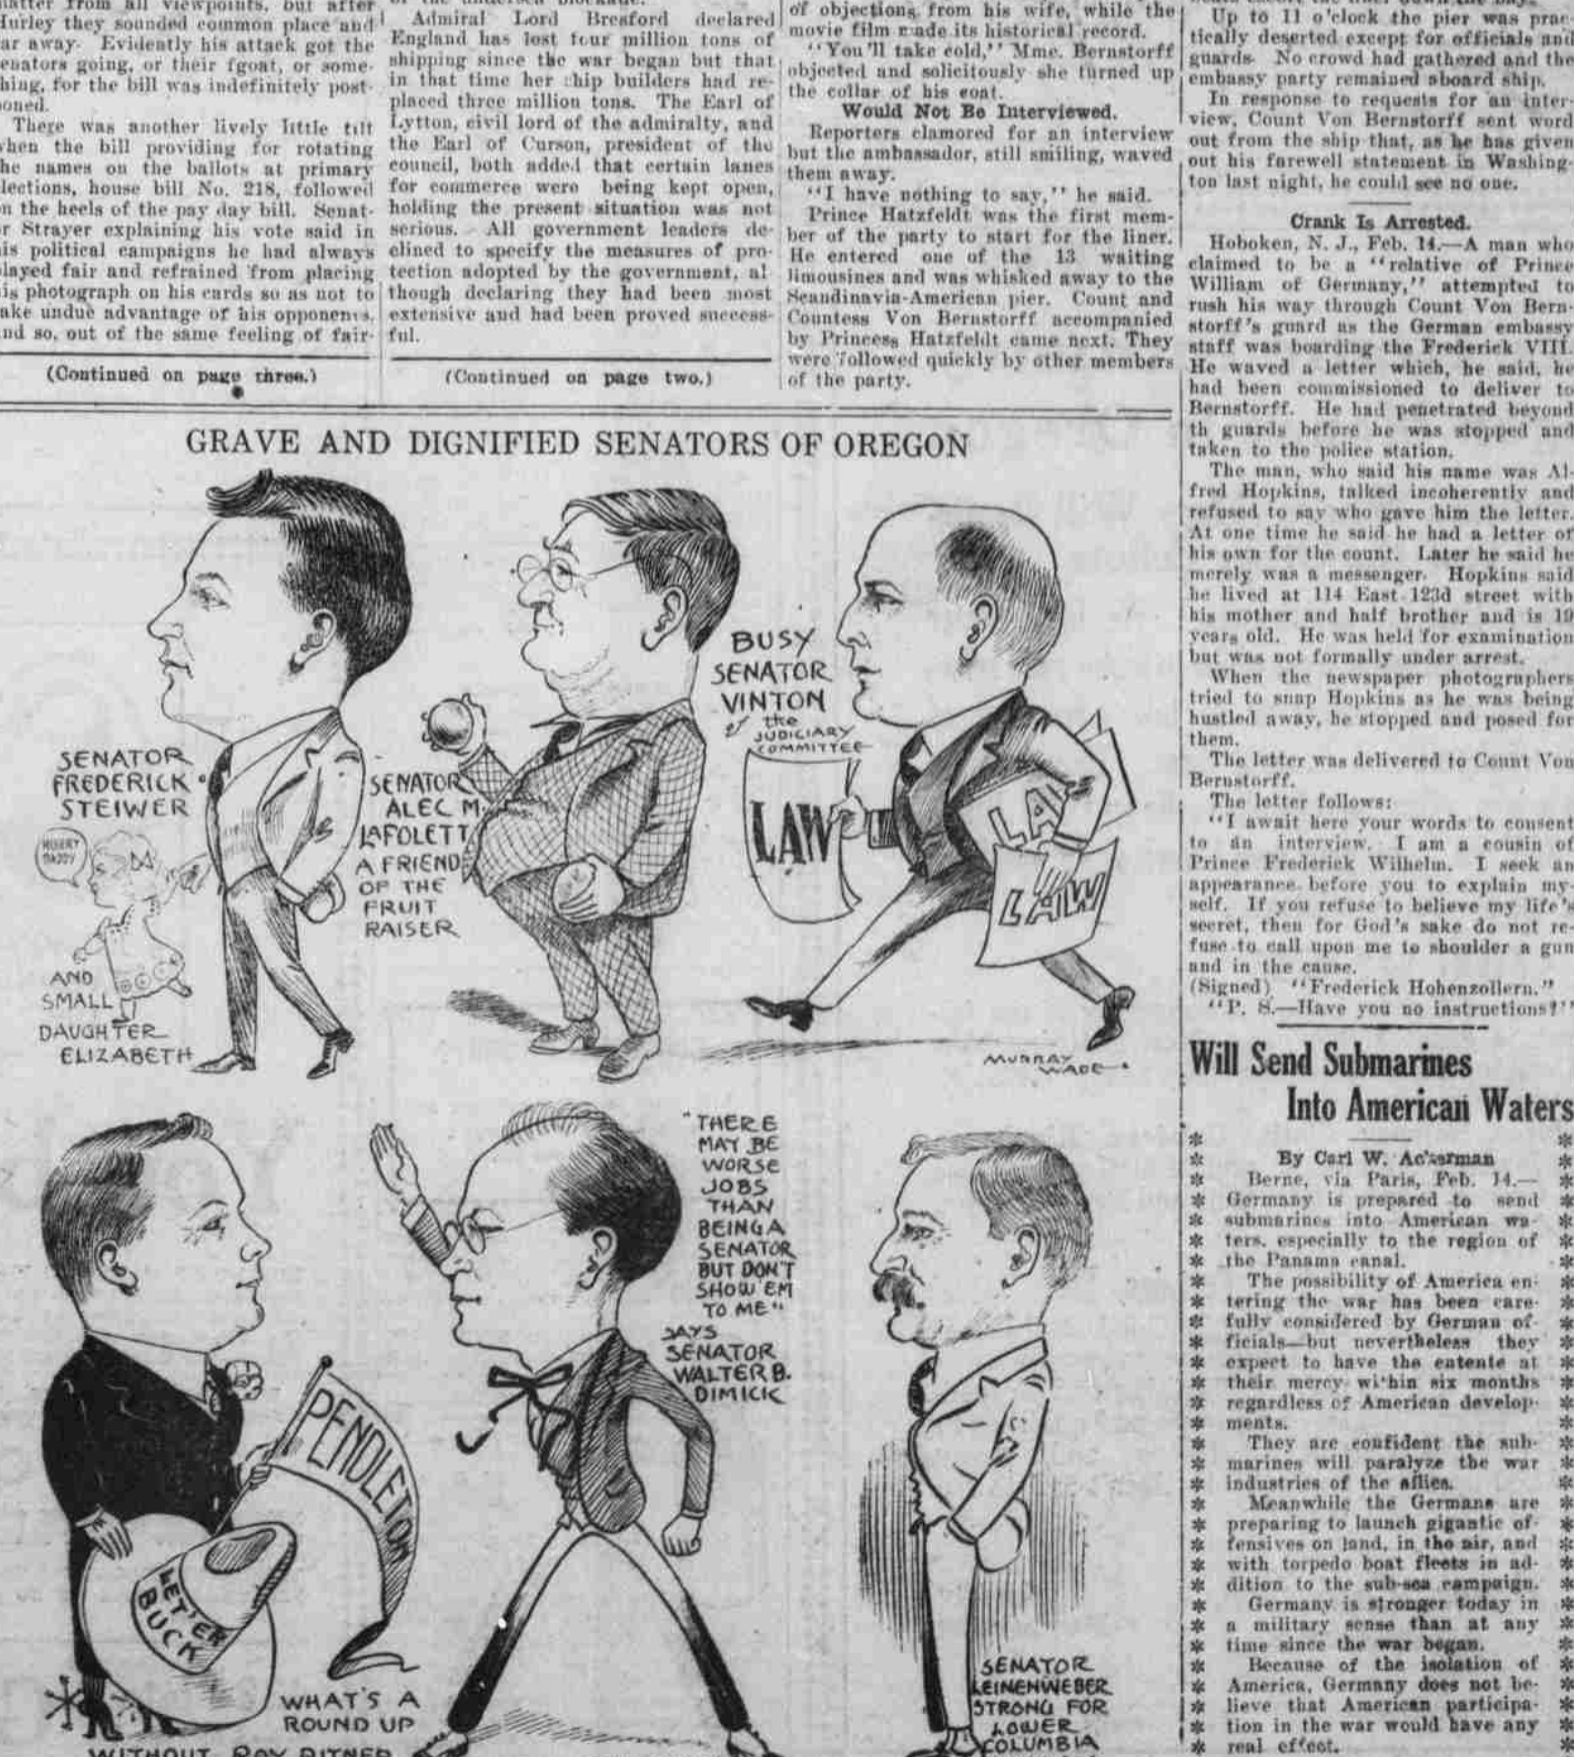 matter from all viewpoints, but after
Hurley they sounded common place and
ar away. Evidently his attack got the
enators going, or their fgoat, or some-
hing, for the bill was indefinitely post-
oned.
There was another lively little tilt
when the bill providing for rotating
he names on the ballots at primary
lections, house bill No. 218, followed
n the heels of the pay day bill. Senat-
r Strayer explaining his vote said in
is political campaigns he had always
layed fair and refrained from placing
is photograph on his cards so as not to
ake undue advantage of his opponents.
nd so, out of the same feeling of fair-
(Continued on page three.)
Admiral Lord Bresford declared
England has lost four million tons of
shipping since the war began but that
in that time her ship builders had re-
placed three million tons. The Earl of
Lytton, civil lord of the admiralty, and
the Earl of Curson, president of the
council, both added that certain lanes
for commerce were being kept open,
holding the present situation was not
serious. All government leaders de-
clined to specify the measures of pro-
tection adopted by the government, al
though declaring they had been most
extensive and had been proved success-
ful.
(Continued on page two.)
of objections from his wife, while the
movie film made its historical record.
"You'll take cold," Mme. Bernstorff
objected and solicitously she turned up
the collar of his coat.
Would Not Be Interviewed.
Reporters clamored for an interview
but the ambassador, still smiling, waved
them away.
"I have nothing to say," he said.
Prince Hatzfeldt was the first mem-
ber of the party to start for the liner.
He entered one of the 13 waiting
limousines and was whisked away to the
Scandinavia-American pier. Count and
Countess Von Bernstorff accompanied
by Princess Hatzfeldt came next. They
were followed quickly by other members
of the party.
Up to 11 o'clock the pier was prac-
tically deserted except for officials and
guards. No crowd had gathered and the
embassy party remained aboard ship.
In response to requests for an inter-
view, Count Von Bernstorff sent word
out from the ship that, as he has given
out his farewell statement in Washing-
ton last night, he could see no one.
Crank Is Arrested.
Hoboken, N. J., Feb. 14.—A man who
claimed to be a "relative of Prince
William of Germany," attempted to
rush his way through Count Von Bern-
storff's guard as the German embassy
staff was boarding the Frederick VIII.
He waved a letter which, he said, he
had been commissioned to deliver to
Bernstorff. He had penetrated beyond
th guards before he was stopped and
taken to the police station.
The man, who said his name was Al-
fred Hopkins, talked incoherently and
refused to say who gave him the letter.
At one time he said he had a letter of
his own for the count. Later he said he
merely was a messenger. Hopkins said
he lived at 114 East 123d street with
his mother and half brother and is 19
years old. He was held for examination
but was not formally under arrest.
When the newspaper photographers
tried to snap Hopkins as he was being
hustled away, he stopped and posed for
them.
The letter was delivered to Count Von
Bernstorff.
The letter follows:
"I await here your words to consent
to an interview. I am a cousin of
Prince Frederick Wilhelm. I seek an
appearance before you to explain my-
self. If you refuse to believe my life's
secret, then for God's sake do not re-
fuse to call upon me to shoulder a gun
and in the cause.
(Signed) "Frederick Hohenzollern."
"P. S.—Have you no instructions?"
Will Send Submarines
Into American Waters
By Carl W. Ackerman
Berne, via Paris, Feb. 14.—
Germany is prepared to send
submarines into American wa-
ters, especially to the region of
the Panama canal.
The possibility of America en-
tering the war has been care-
fully considered by German of-
ficials—but nevertheless they
expect to have the entente at
their mercy within six months
regardless of American develop-
ments.
They are confident the sub-
marines will paralyze the war
industries of the allies.
Meanwhile the Germans are
preparing to launch gigantic of-
fensives on land, in the air, and
with torpedo boat fleets in ad-
dition to the sub-sea campaign.
Germany is stronger today in
a military sense than at any
time since the war began.
Because of the isolation of
America, Germany does not be-
lieve that American participa-
tion in the war would have any
real effect.
GRAVE AND DIGNIFIED SENATORS OF OREGON
SENATOR
FREDERICK
STEIWER
HURRY
DADDY
AND
SMALL
DAUGHTER
ELIZABETH
SENATOR
ALEC M.
LAFOLETT
A FRIEND
OF THE
FRUIT
RAISER
BUSY
SENATOR
VINTON
of the
JUDICIARY
COMMITTEE
LAW
LA
LAW
MURRAY
WADE
PENDLETON
LET'ER
BUCK
WHAT'S A
ROUND UP
WITHOUT ROY RITNER
"THERE
MAY BE
WORSE
JOBS
THAN
BEING A
SENATOR
BUT DON'T
SHOW 'EM
TO ME"
SAYS
SENATOR
WALTER B.
DIMICK
SENATOR
LEINENWEBER
STRONG FOR
LOWER
COLUMBIA